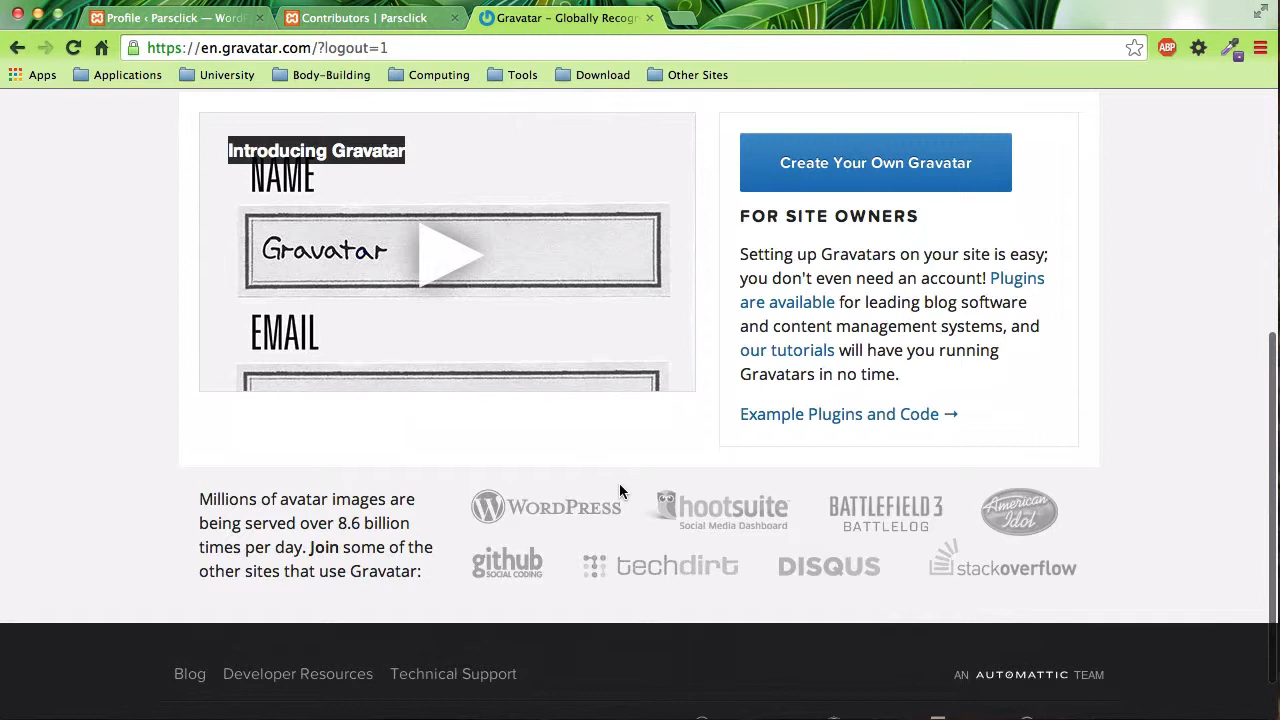 Profile ‹ Parsclick — WordP
Contributors | Parsclick
Gravatar - Globally Recogn
https://en.gravatar.com/?logout=1
ABP
Apps
Applications
University
Body-Building
Computing
Tools
Download
Other Sites
Introducing Gravatar
NAME
Gravatar
EMAIL
Create Your Own Gravatar
FOR SITE OWNERS
Setting up Gravatars on your site is easy;
you don't even need an account! Plugins
are available for leading blog software
and content management systems, and
our tutorials will have you running
Gravatars in no time.
Example Plugins and Code →
Millions of avatar images are
being served over 8.6 billion
times per day. Join some of the
other sites that use Gravatar:
WORDPRESS
hootsuite
Social Media Dashboard
BATTLEFIELD 3
BATTLELOG
American Idol
github
SOCIAL CODING
techdirt
DISQUS
stackoverflow
Blog
Developer Resources
Technical Support
AN AUTOMATTIC TEAM